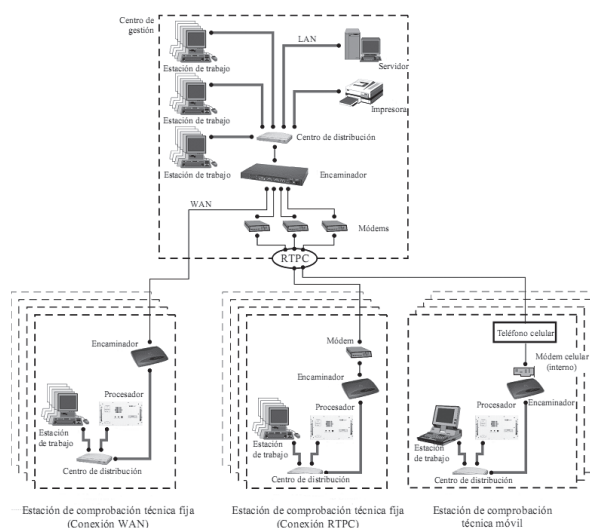 Centro de
gestión
LAN
Estación de trabajo
Servidor
Estación de trabajo
Impresora
Centro de distribución
Estación de trabajo
Encaminador
WAN
Módems
RTPC
Encaminador
Procesador
Estación
de trabajo
Centro de distribución
Módem
Encaminador
Procesador
Estación
de trabajo
Centro de distribución
Teléfono celular
Módem celular
(interno)
Procesador
Encaminador
Estación
de trabajo
Centro de distribución
Estación de comprobación técnica fija
(Conexión WAN)
Estación de comprobación técnica fija
(Conexión RTPC)
Estación de comprobación
técnica móvil